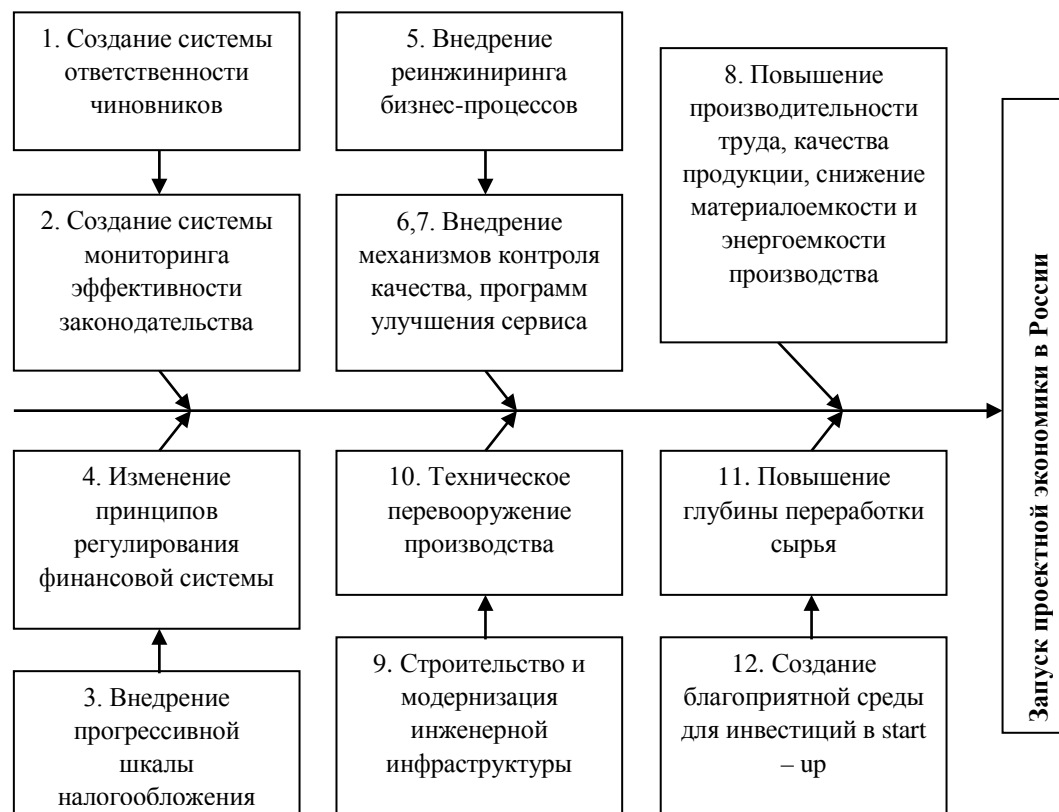 1. Создание системы
ответственности
чиновников
5. Внедрение
реинжиниринга
бизнес-процессов
8. Повышение
производительности
труда, качества
продукции, снижение
материалоемкости и
энергоемкости
производства
2. Создание системы
мониторинга
эффективности
законодательства
6,7. Внедрение
механизмов контроля
качества, программ
улучшения сервиса
Запуск проектной экономики в России
4. Изменение
принципов
регулирования
финансовой системы
10. Техническое
перевооружение
производства
11. Повышение
глубины переработки
сырья
3. Внедрение
прогрессивной
шкалы
налогообложения
9. Строительство и
модернизация
инженерной
инфраструктуры
12. Создание
благоприятной среды
для инвестиций в start
– up